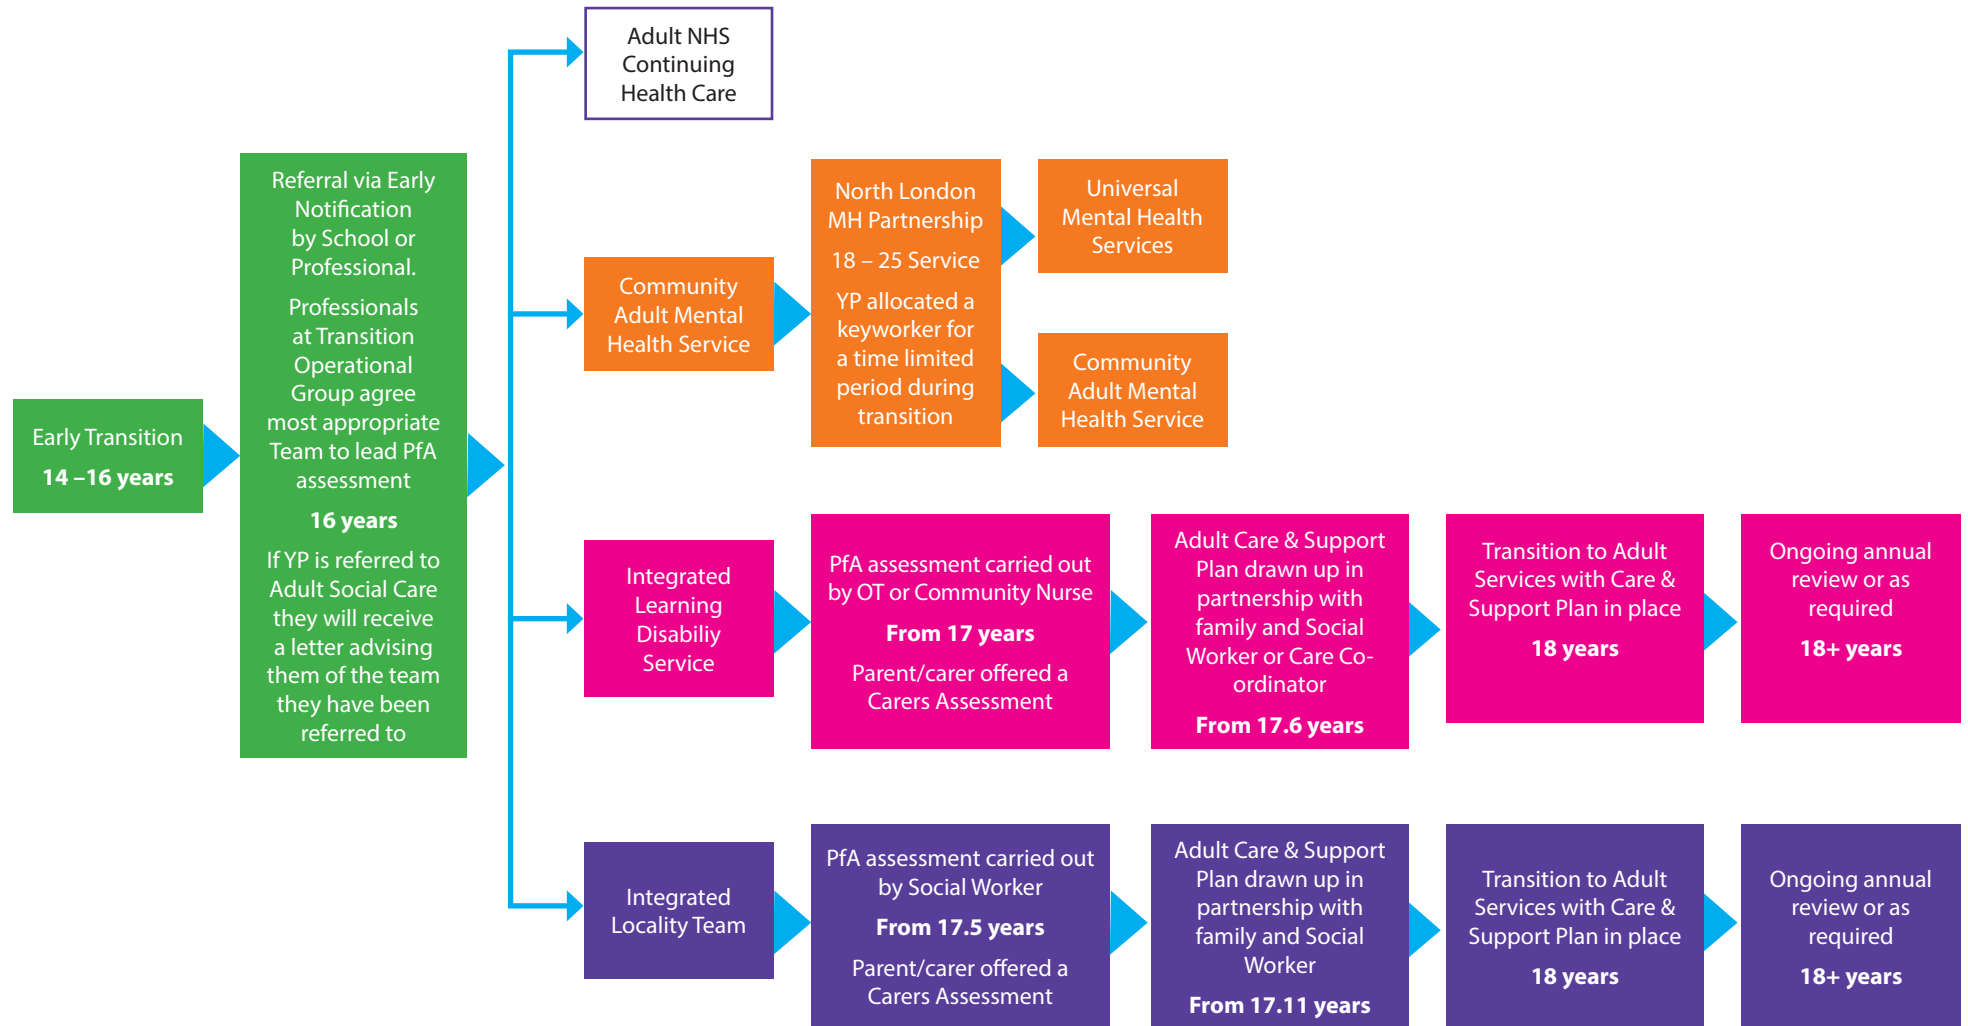 Early Transition
14 –16 years
Referral via Early
Notification
by School or
Professional.
Professionals
at Transition
Operational
Group agree
most appropriate
Team to lead PfA
assessment
16 years
If YP is referred to
Adult Social Care
they will receive
a letter advising
them of the team
they have been
referred to
Adult NHS
Continuing
Health Care
Community
Adult Mental
Health Service
North London
MH Partnership
18 – 25 Service
YP allocated a
keyworker for
a time limited
period during
transition
Universal
Mental Health
Services
Community
Adult Mental
Health Service
Integrated
Learning
Disabiliy
Service
PfA assessment carried out
by OT or Community Nurse
From 17 years
Parent/carer offered a
Carers Assessment
Adult Care & Support
Plan drawn up in
partnership with
family and Social
Worker or Care Co-
ordinator
From 17.6 years
Transition to Adult
Services with Care &
Support Plan in place
18 years
Ongoing annual
review or as
required
18+ years
Integrated
Locality Team
PfA assessment carried out
by Social Worker
From 17.5 years
Parent/carer offered a
Carers Assessment
Adult Care & Support
Plan drawn up in
partnership with
family and Social
Worker
From 17.11 years
Transition to Adult
Services with Care &
Support Plan in place
18 years
Ongoing annual
review or as
required
18+ years